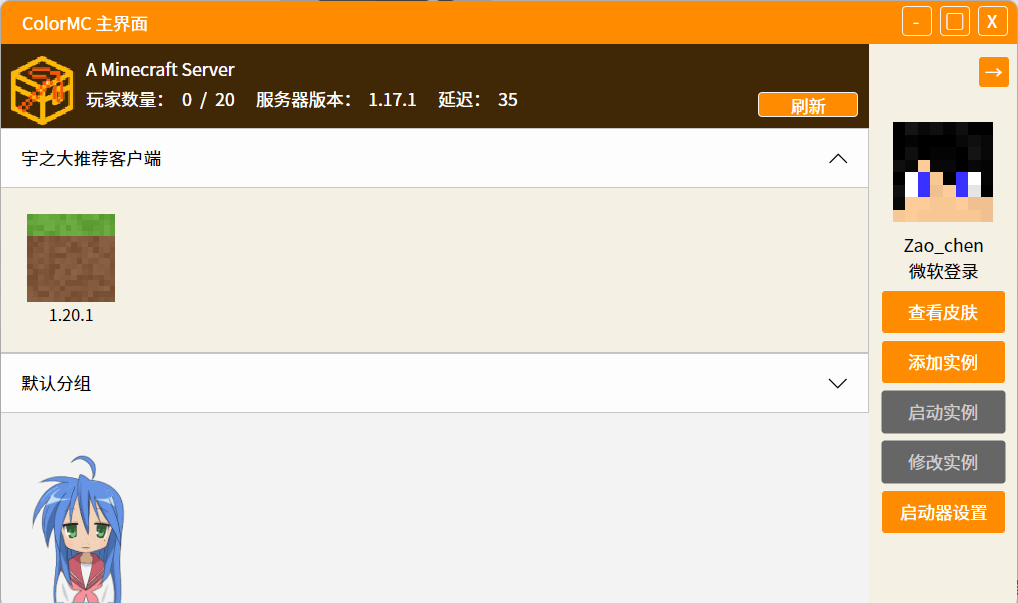 ColorMC 主界面
- □ X
A Minecraft Server
玩家数量： 0 / 20 服务器版本： 1.17.1 延迟： 35
刷新
→
宇之大推荐客户端
1.20.1
默认分组
Zao_chen
微软登录
查看皮肤
添加实例
启动实例
修改实例
启动器设置